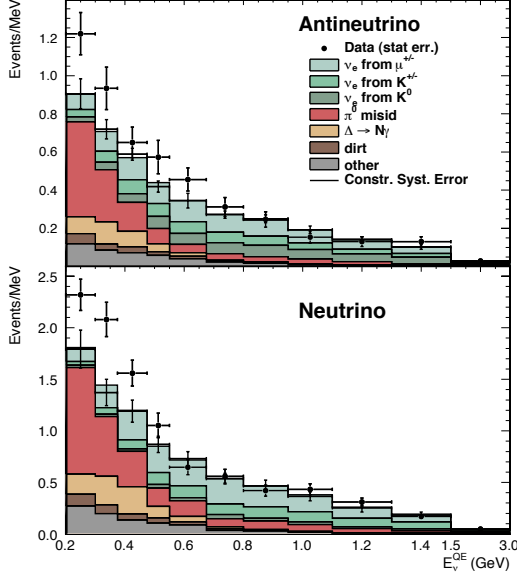 Antineutrino
Events/MeV
Data (stat err.)
νe from μ+/-
νe from K+/-
νe from K0
π0 misid
Δ → Nγ
dirt
other
Constr. Syst. Error
1.2
1.0
0.8
0.6
0.4
0.2
Neutrino
Events/MeV
2.5
2.0
1.5
1.0
0.5
0.0
0.2 0.4 0.6 0.8 1.0 1.2 1.4 1.5 3.0
EνQE (GeV)